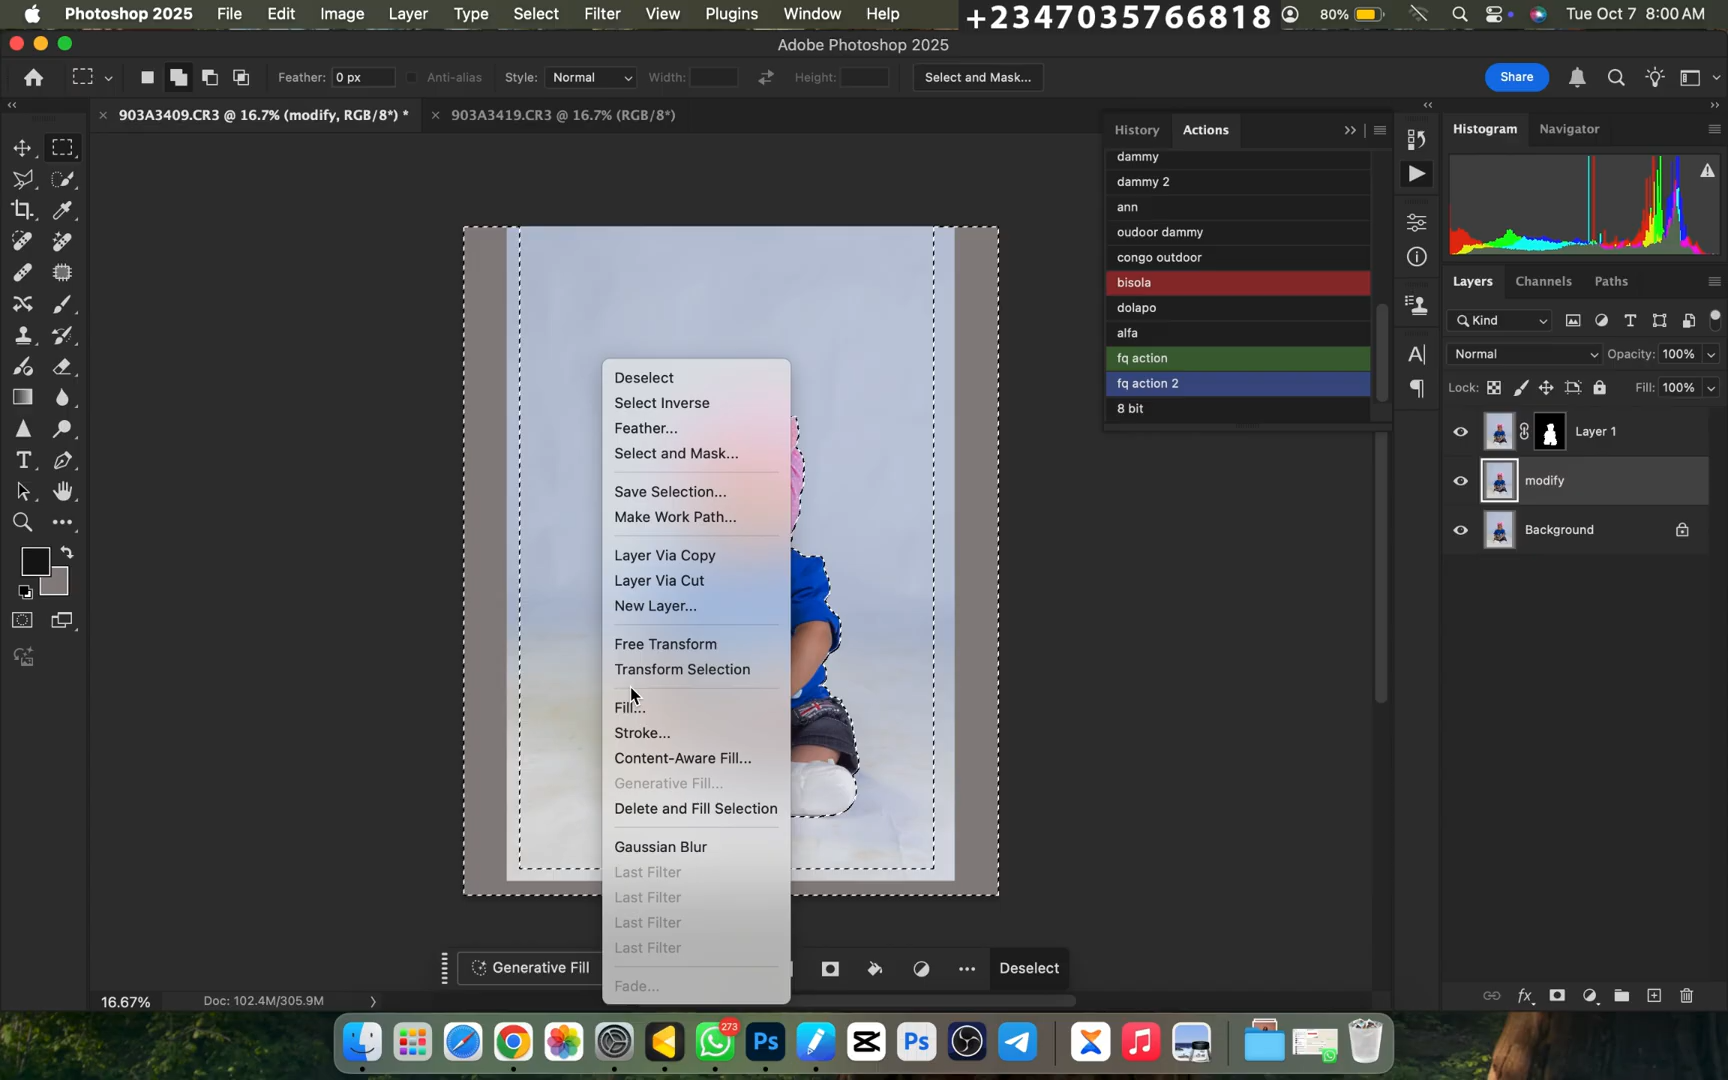 Photoshop 2025 File Edit Image Layer Type Select Filter View Plugins Window Help +2347035766818 80% Tue Oct 7 8:00 AM
Adobe Photoshop 2025
Feather: 0 px Anti-alias Style: Normal Width: Height: Select and Mask... Share
× 903A3409.CR3 @ 16.7% (modify, RGB/8*) * × 903A3419.CR3 @ 16.7% (RGB/8*)
History Actions
dammy
dammy 2
ann
oudoor dammy
congo outdoor
bisola
dolapo
alfa
fq action
fq action 2
8 bit
Histogram Navigator
Layers Channels Paths
Kind
Normal Opacity: 100%
Lock: Fill: 100%
Layer 1
modify
Background
Deselect
Select Inverse
Feather...
Select and Mask...
Save Selection...
Make Work Path...
Layer Via Copy
Layer Via Cut
New Layer...
Free Transform
Transform Selection
Fill...
Stroke...
Content-Aware Fill...
Generative Fill...
Delete and Fill Selection
Gaussian Blur
Last Filter
Last Filter
Last Filter
Last Filter
Fade...
Generative Fill Deselect
16.67% Doc: 102.4M/305.9M
273
Ps
Ps